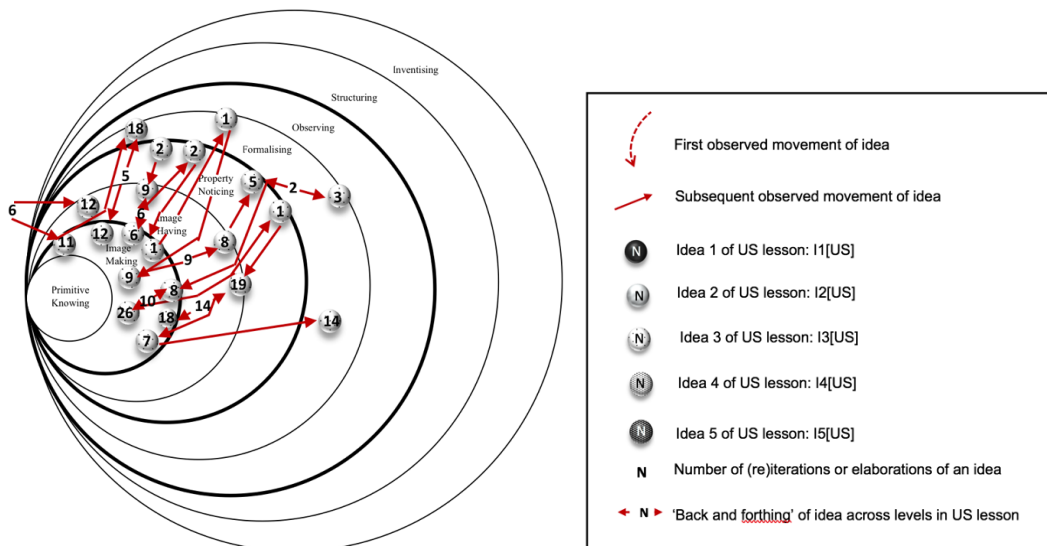 Inventising
Structuring
Observing
Formalising
Property
Noticing
Image
Having
Image
Making
Primitive
Knowing
18
1
2
2
5
9
5
2
3
12
6
1
6
11
12
6
1
8
9
9
19
8
10
26
18
14
14
7
First observed movement of idea
Subsequent observed movement of idea
N Idea 1 of US lesson: I1[US]
N Idea 2 of US lesson: I2[US]
N Idea 3 of US lesson: I3[US]
N Idea 4 of US lesson: I4[US]
N Idea 5 of US lesson: I5[US]
N Number of (re)iterations or elaborations of an idea
N 'Back and forthing' of idea across levels in US lesson